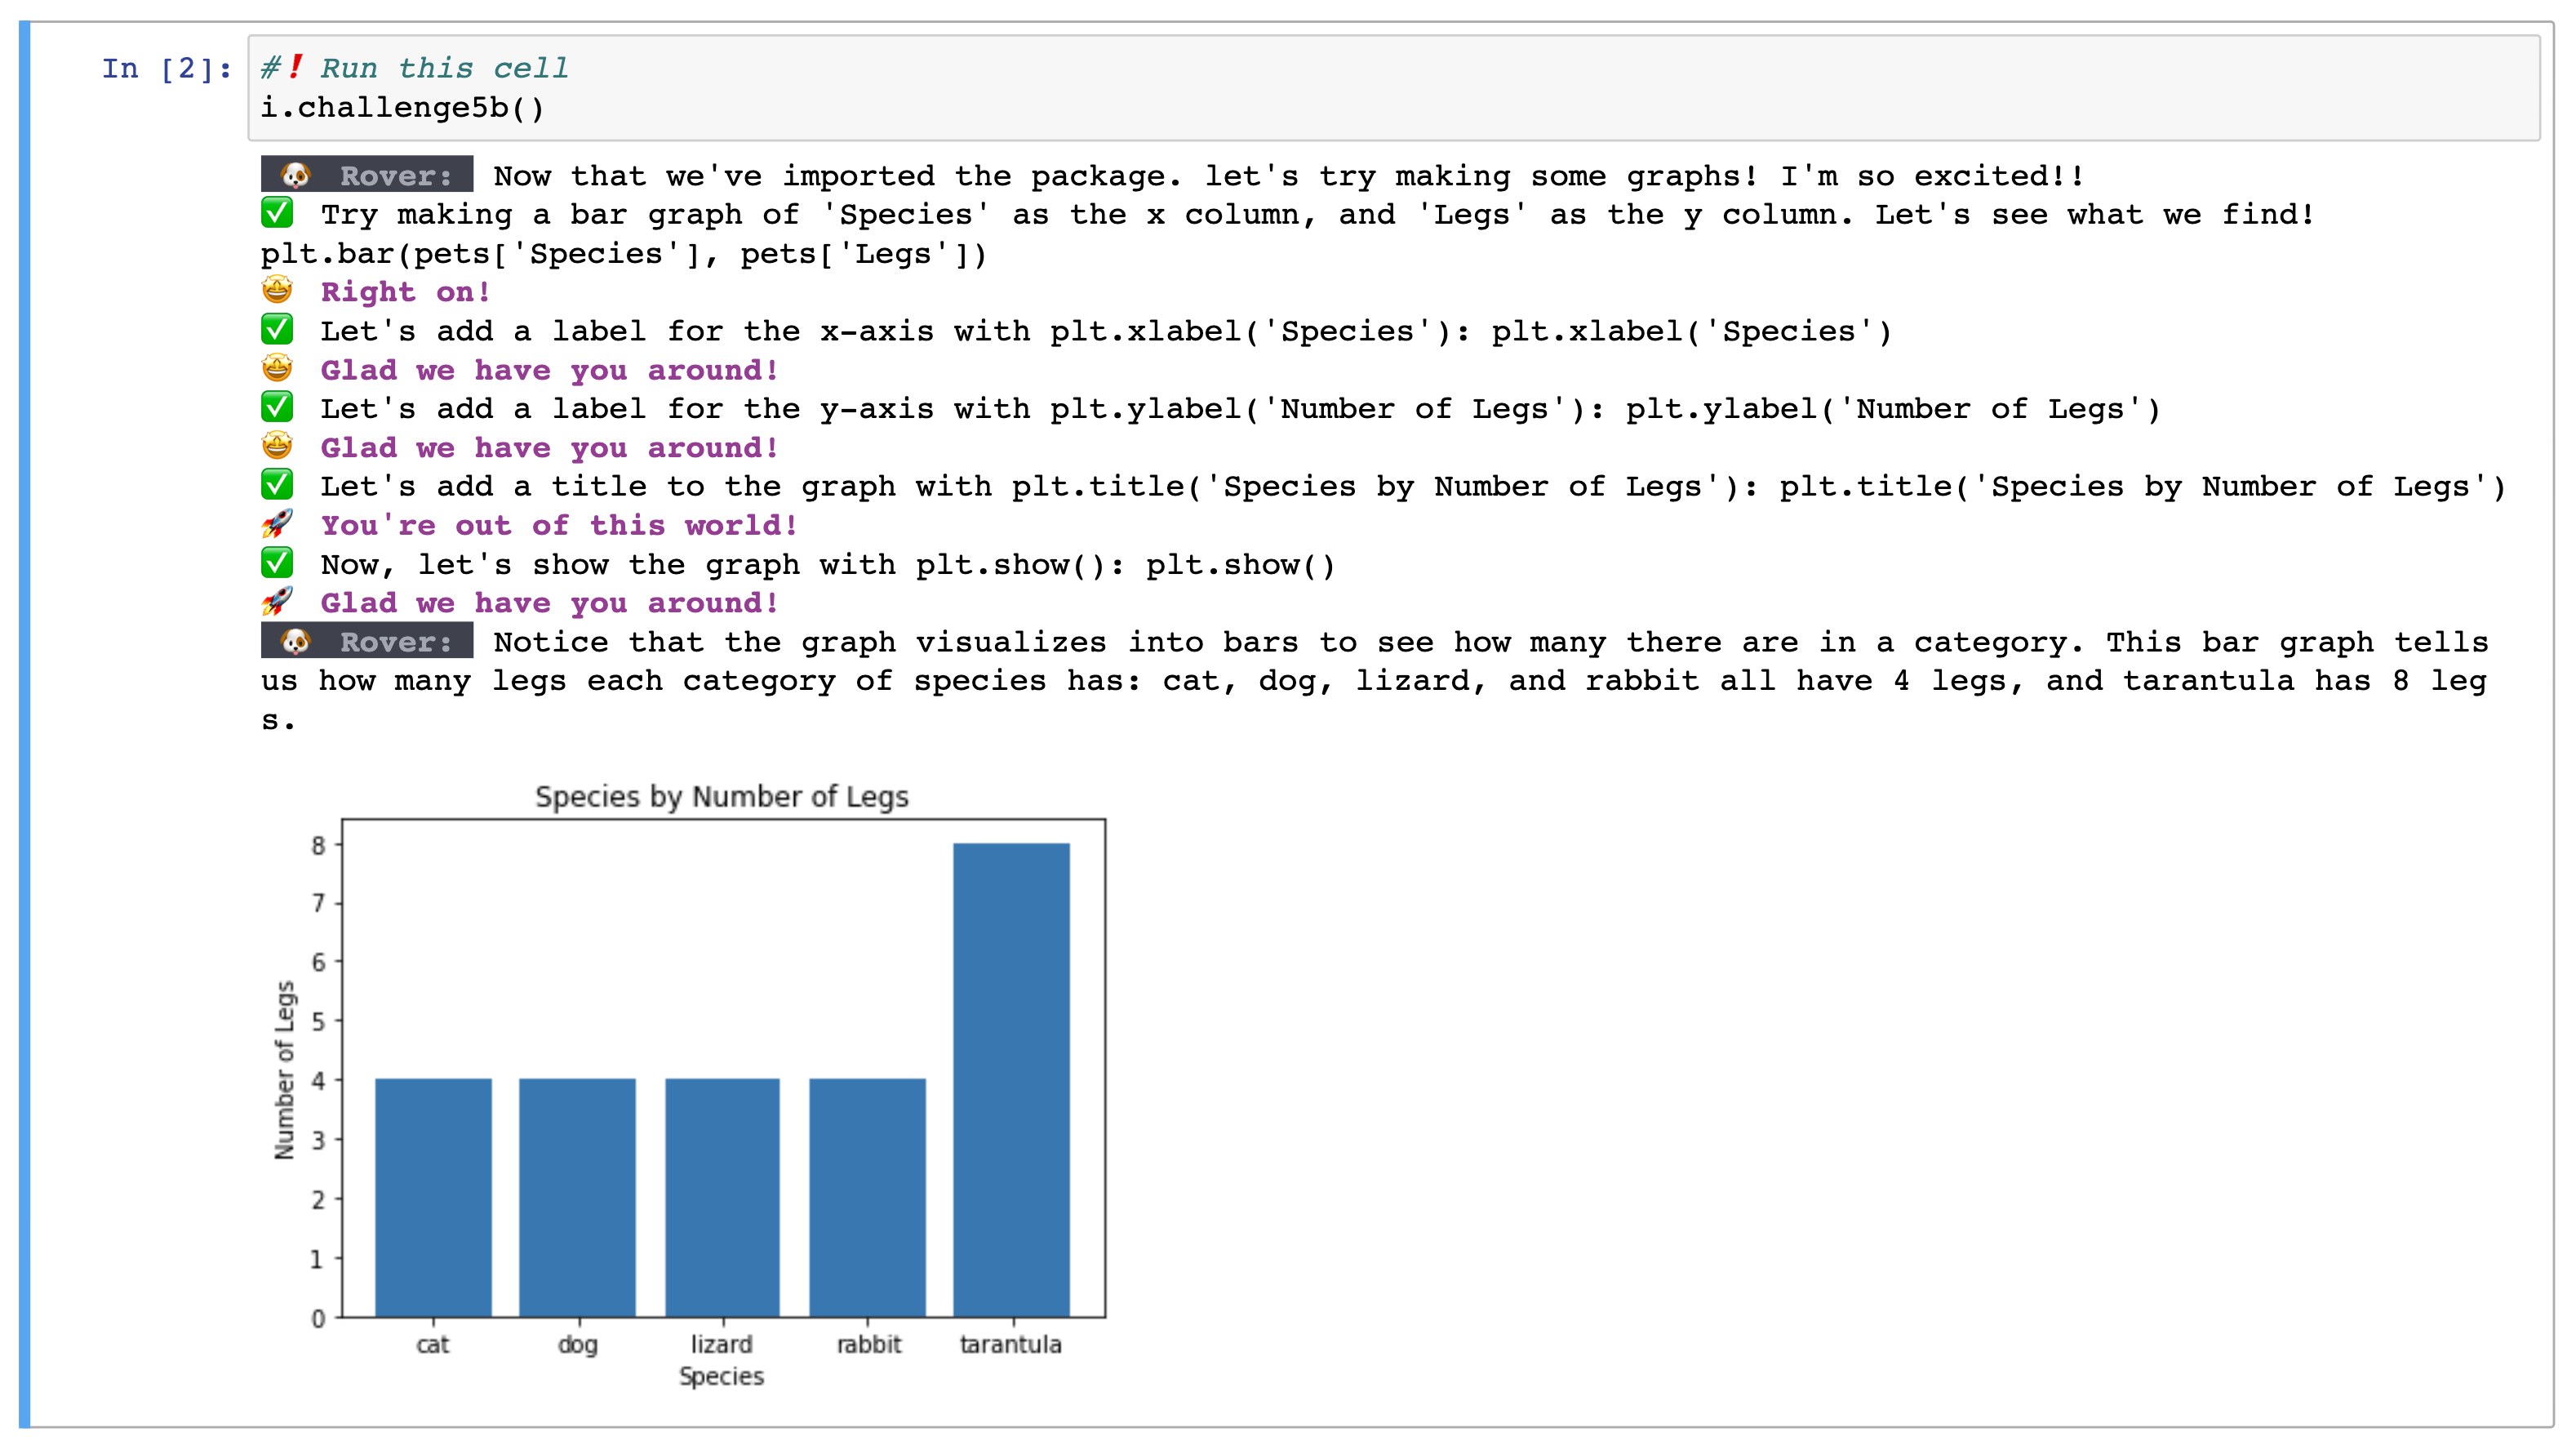 In [2]:
#❗ Run this cell
i.challenge5b()
🐶 Rover: Now that we've imported the package. let's try making some graphs! I'm so excited!!
✅ Try making a bar graph of 'Species' as the x column, and 'Legs' as the y column. Let's see what we find!
plt.bar(pets['Species'], pets['Legs'])
🤩 Right on!
✅ Let's add a label for the x-axis with plt.xlabel('Species'): plt.xlabel('Species')
🤩 Glad we have you around!
✅ Let's add a label for the y-axis with plt.ylabel('Number of Legs'): plt.ylabel('Number of Legs')
🤩 Glad we have you around!
✅ Let's add a title to the graph with plt.title('Species by Number of Legs'): plt.title('Species by Number of Legs')
🚀 You're out of this world!
✅ Now, let's show the graph with plt.show(): plt.show()
🚀 Glad we have you around!
🐶 Rover: Notice that the graph visualizes into bars to see how many there are in a category. This bar graph tells
us how many legs each category of species has: cat, dog, lizard, and rabbit all have 4 legs, and tarantula has 8 leg
s.
Species by Number of Legs
Number of Legs
8
7
6
5
4
3
2
1
0
cat dog lizard rabbit tarantula
Species